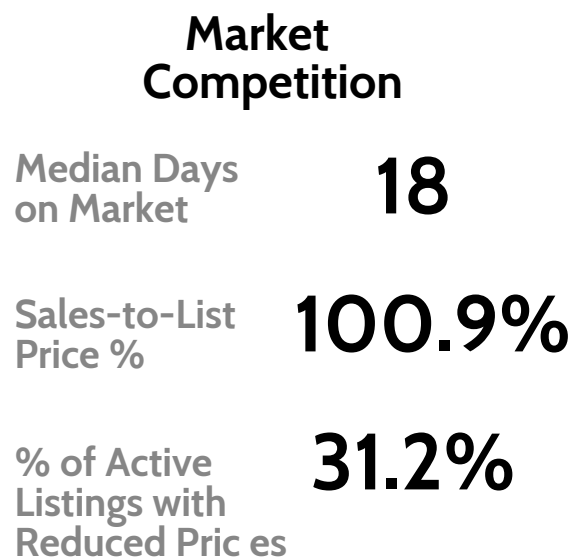 Market
Competition
Median Days
on Market
18
Sales-to-List
Price %
100.9%
% of Active
Listings with
Reduced Pric es
31.2%